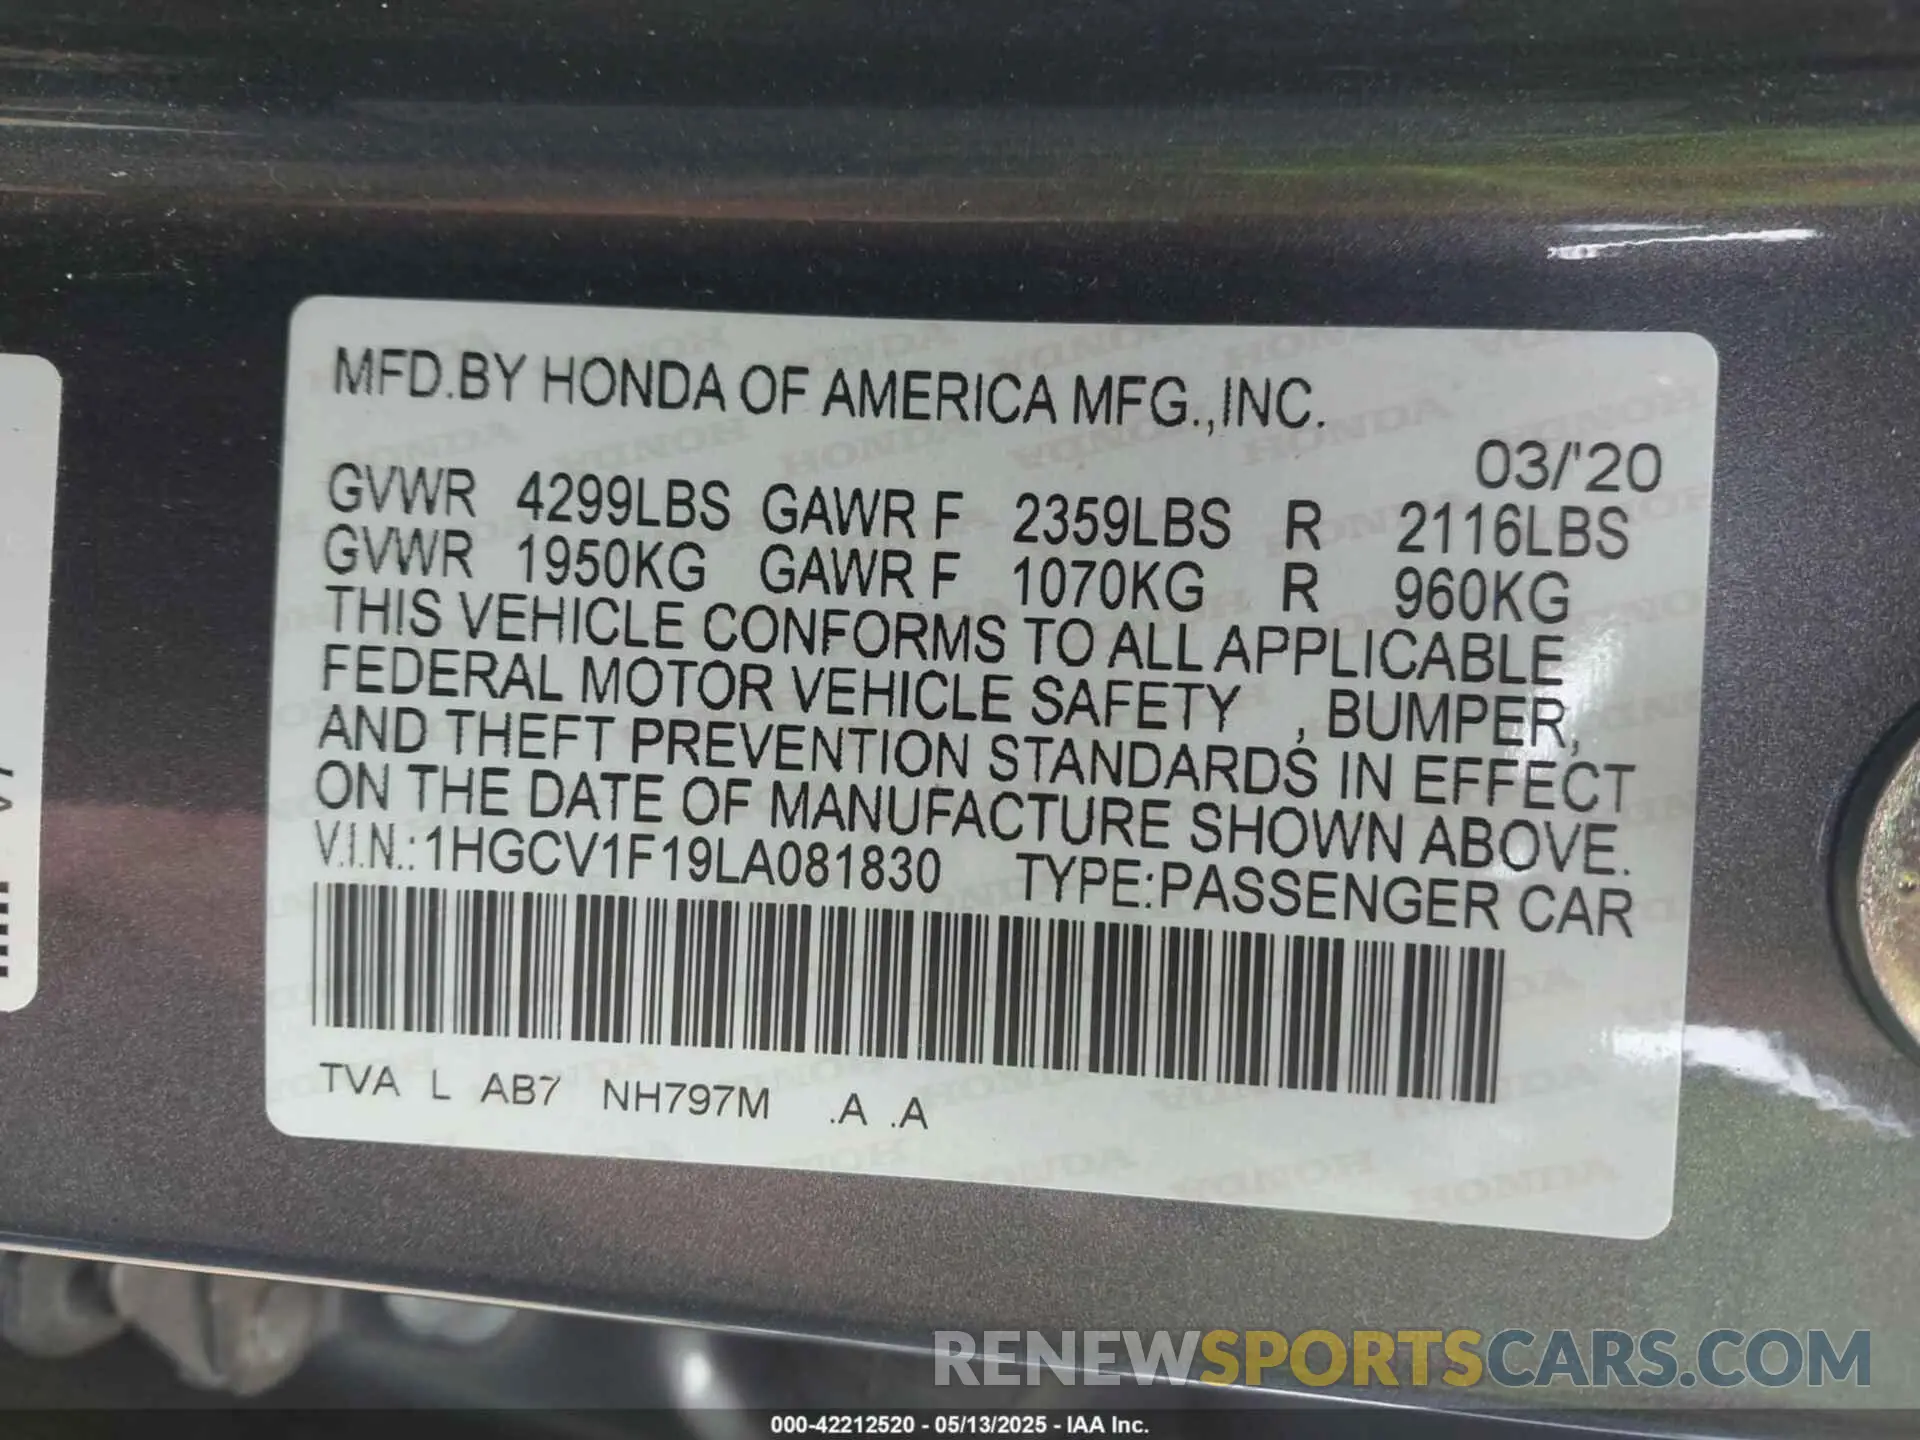 MFD.BY HONDA OF AMERICA MFG.,INC.
03/'20
GVWR 4299LBS GAWR F 2359LBS R 2116LBS
GVWR 1950KG GAWR F 1070KG R 960KG
THIS VEHICLE CONFORMS TO ALL APPLICABLE
FEDERAL MOTOR VEHICLE SAFETY , BUMPER,
AND THEFT PREVENTION STANDARDS IN EFFECT
ON THE DATE OF MANUFACTURE SHOWN ABOVE.
V.I.N.:1HGCV1F19LA081830 TYPE:PASSENGER CAR
TVA L AB7 NH797M .A .A
RENEWSPORTSCARS.COM
000-42212520 - 05/13/2025 - IAA Inc.